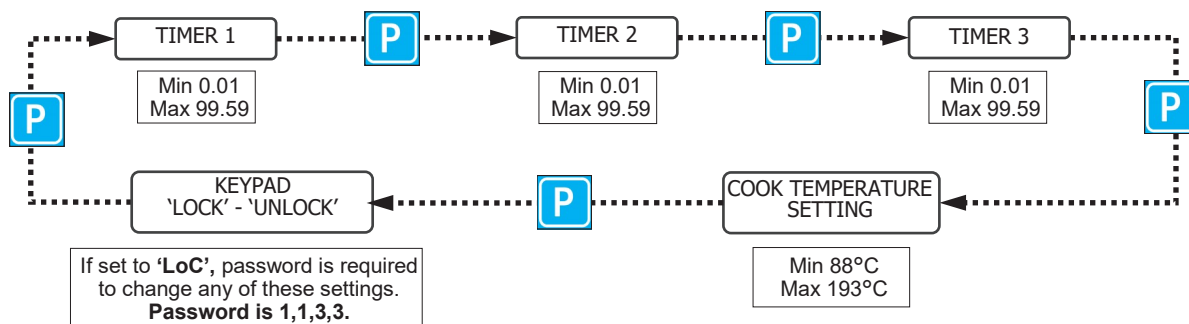 TIMER 1
P
TIMER 2
P
TIMER 3
Min 0.01
Max 99.59
Min 0.01
Max 99.59
Min 0.01
Max 99.59
P
P
KEYPAD
‘LOCK’ - ‘UNLOCK’
P
COOK TEMPERATURE
SETTING
If set to ‘LoC’, password is required
to change any of these settings.
Password is 1,1,3,3.
Min 88°C
Max 193°C